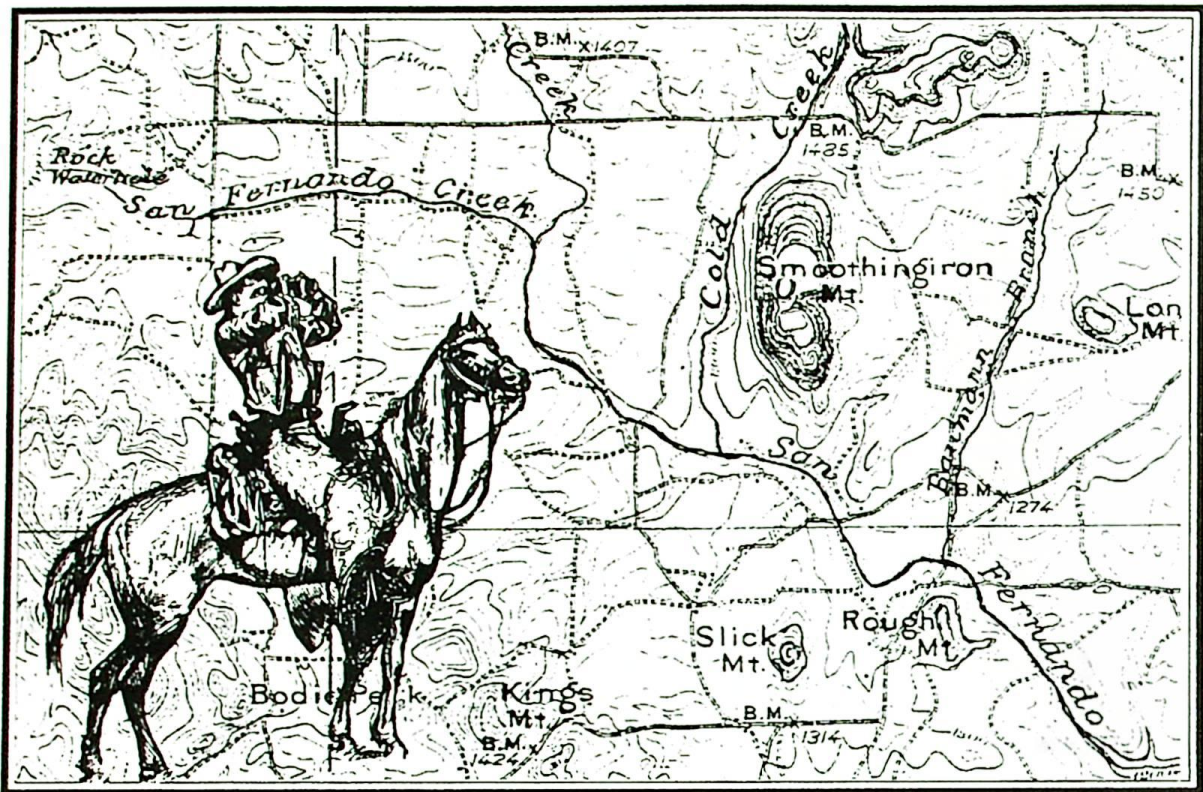 Creek
B.M. x1407
Creek
B.M.
1485
Rock
Waterhole
San Fernando Creek
B.M. x
1450
Cold
Smoothingiron
Mt.
Branch
Lon
Mt
San
B.M. x
1274
Fernando
Slick
Mt.
Rough
Mt.
Bodie Peak
Kings
Mt.
B.M. x
1424
B.M.
1314